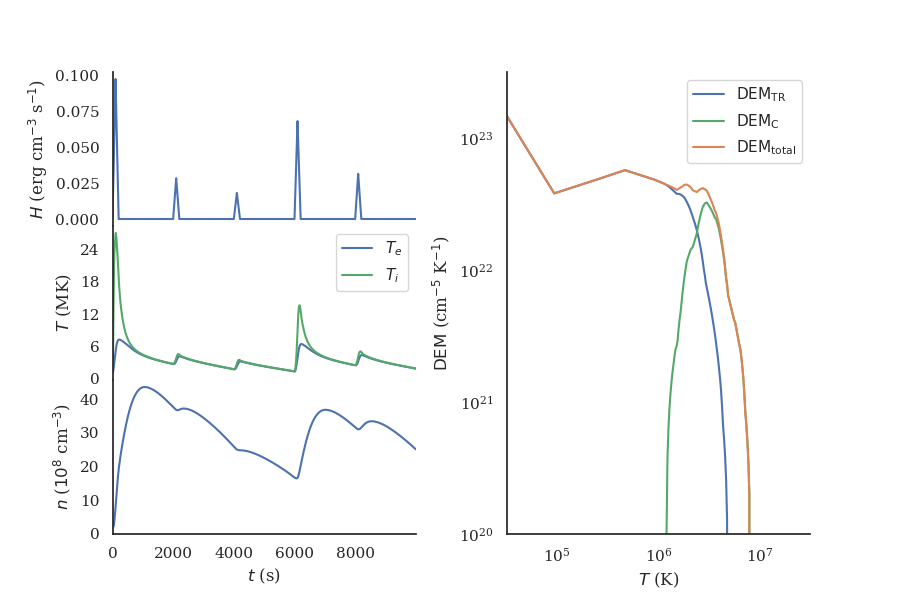 H (erg cm⁻³ s⁻¹)
0.100
0.075
0.050
0.025
0.000
T (MK)
24
18
12
6
0
Tₑ
Tᵢ
n (10⁸ cm⁻³)
40
30
20
10
0
0 2000 4000 6000 8000
t (s)
DEM (cm⁻⁵ K⁻¹)
10²³
10²²
10²¹
10²⁰
DEM_TR
DEM_C
DEM_total
10⁵ 10⁶ 10⁷
T (K)